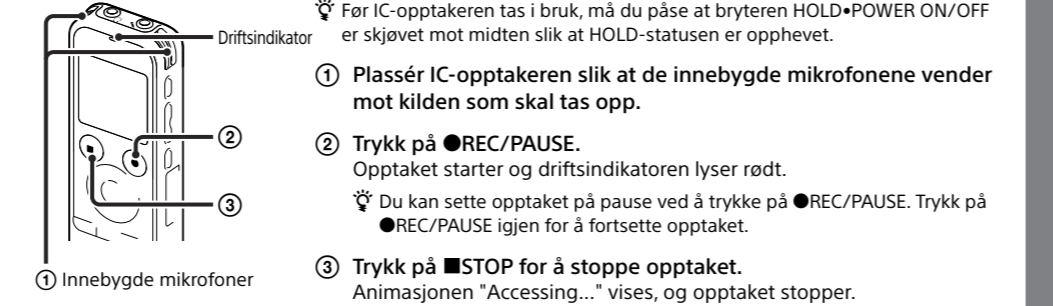 Driftsindikator
②
③
① Innebygde mikrofoner
Før IC-opptakeren tas i bruk, må du påse at bryteren HOLD•POWER ON/OFF
er skjøvet mot midten slik at HOLD-statusen er opphevet.
① Plassér IC-opptakeren slik at de innebygde mikrofonene vender
mot kilden som skal tas opp.
② Trykk på ●REC/PAUSE.
Opptaket starter og driftsindikatoren lyser rødt.
Du kan sette opptaket på pause ved å trykke på ●REC/PAUSE. Trykk på
●REC/PAUSE igjen for å fortsette opptaket.
③ Trykk på ■STOP for å stoppe opptaket.
Animasjonen "Accessing..." vises, og opptaket stopper.